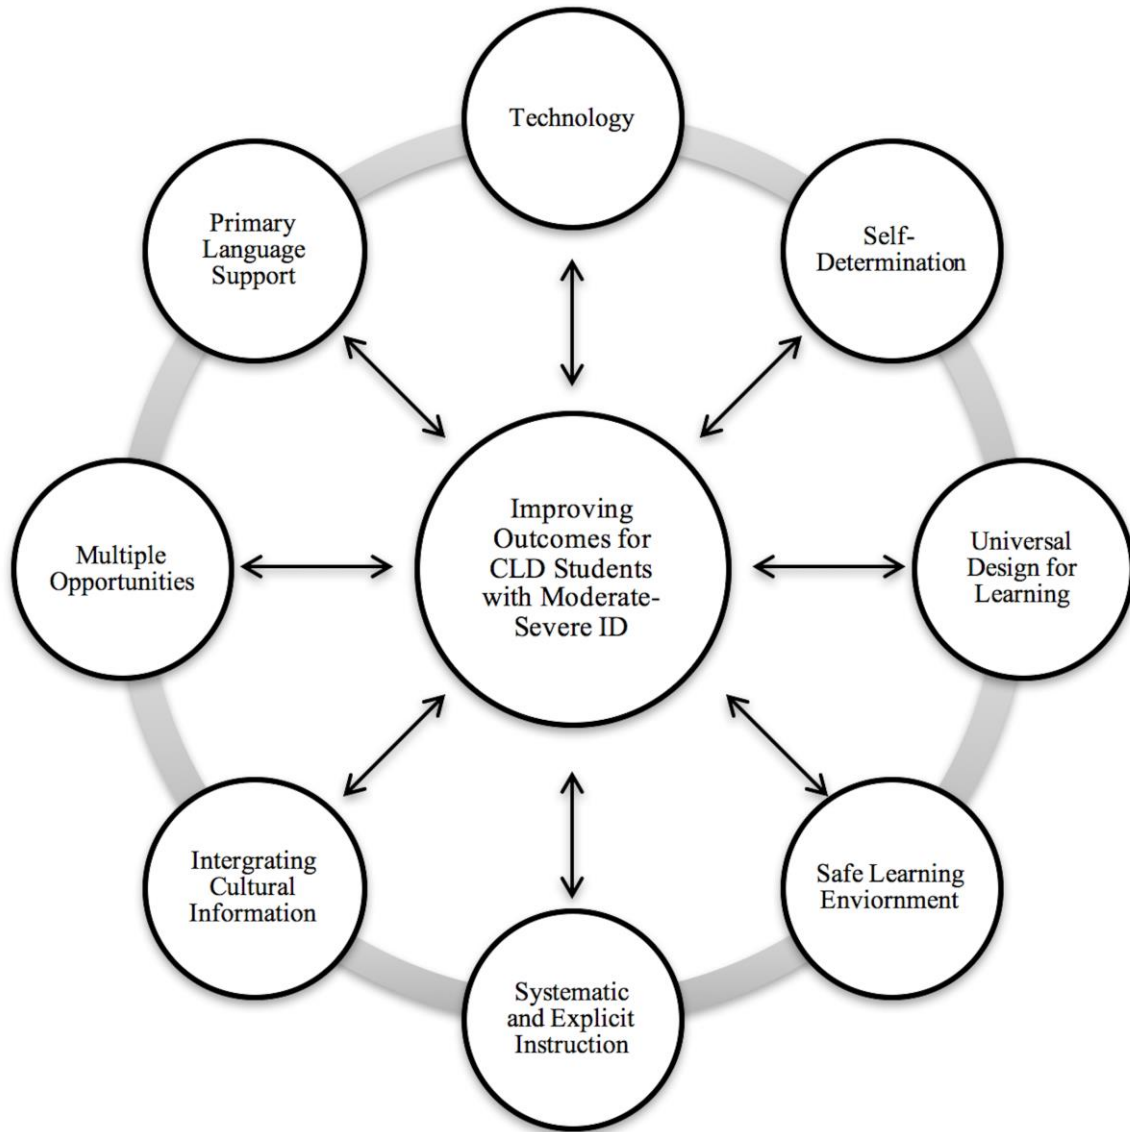 Technology
Self-
Determination
Universal
Design for
Learning
Safe Learning
Enviornment
Systematic
and Explicit
Instruction
Intergrating
Cultural
Information
Multiple
Opportunities
Primary
Language
Support
Improving
Outcomes for
CLD Students
with Moderate-
Severe ID